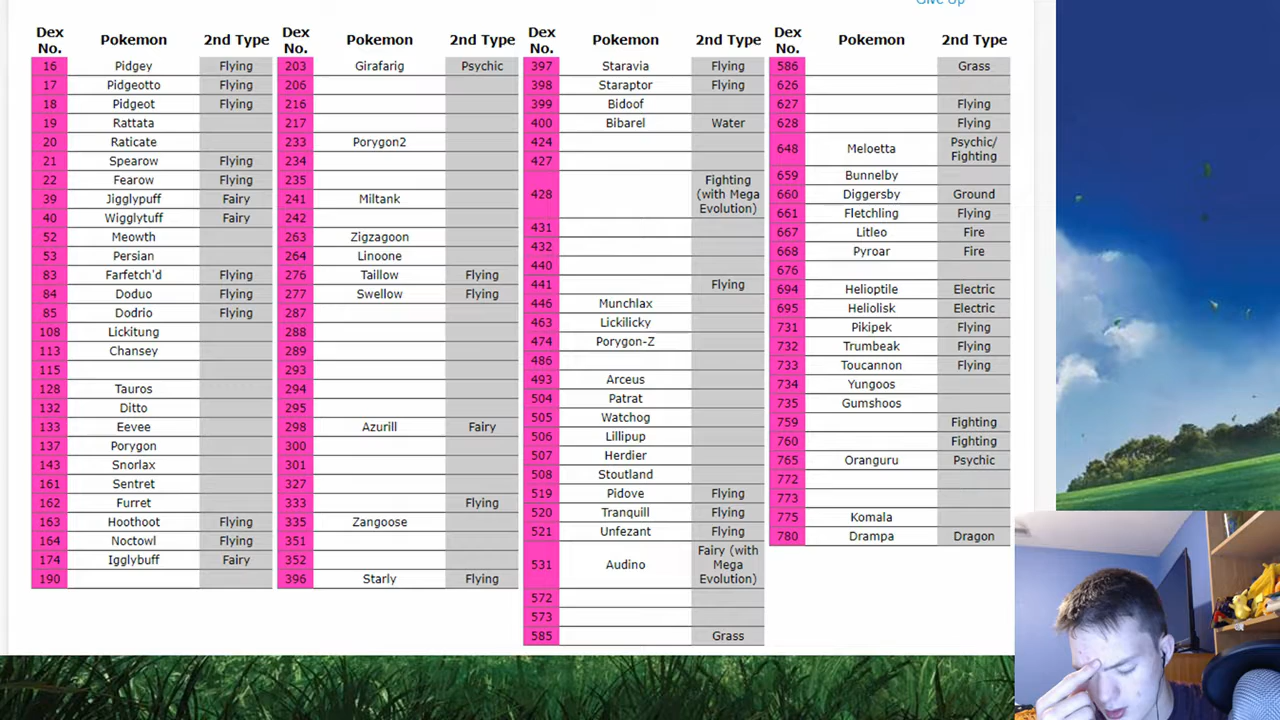 Give Up
Dex No. Pokemon 2nd Type
16 Pidgey Flying
17 Pidgeotto Flying
18 Pidgeot Flying
19 Rattata
20 Raticate
21 Spearow Flying
22 Fearow Flying
39 Jigglypuff Fairy
40 Wigglytuff Fairy
52 Meowth
53 Persian
83 Farfetch'd Flying
84 Doduo Flying
85 Dodrio Flying
108 Lickitung
113 Chansey
115
128 Tauros
132 Ditto
133 Eevee
137 Porygon
143 Snorlax
161 Sentret
162 Furret
163 Hoothoot Flying
164 Noctowl Flying
174 Igglybuff Fairy
190
Dex No. Pokemon 2nd Type
203 Girafarig Psychic
206
216
217
233 Porygon2
234
235
241 Miltank
242
263 Zigzagoon
264 Linoone
276 Taillow Flying
277 Swellow Flying
287
288
289
293
294
295
298 Azurill Fairy
300
301
327
333 Flying
335 Zangoose
351
352
396 Starly Flying
Dex No. Pokemon 2nd Type
397 Staravia Flying
398 Staraptor Flying
399 Bidoof
400 Bibarel Water
424
427
428 Fighting (with Mega Evolution)
431
432
440
441 Flying
446 Munchlax
463 Lickilicky
474 Porygon-Z
486
493 Arceus
504 Patrat
505 Watchog
506 Lillipup
507 Herdier
508 Stoutland
519 Pidove Flying
520 Tranquill Flying
521 Unfezant Flying
531 Audino Fairy (with Mega Evolution)
572
573
585 Grass
Dex No. Pokemon 2nd Type
586 Grass
626
627 Flying
628 Flying
648 Meloetta Psychic/ Fighting
659 Bunnelby
660 Diggersby Ground
661 Fletchling Flying
667 Litleo Fire
668 Pyroar Fire
676
694 Helioptile Electric
695 Heliolisk Electric
731 Pikipek Flying
732 Trumbeak Flying
733 Toucannon Flying
734 Yungoos
735 Gumshoos
759 Fighting
760 Fighting
765 Oranguru Psychic
772
773
775 Komala
780 Drampa Dragon